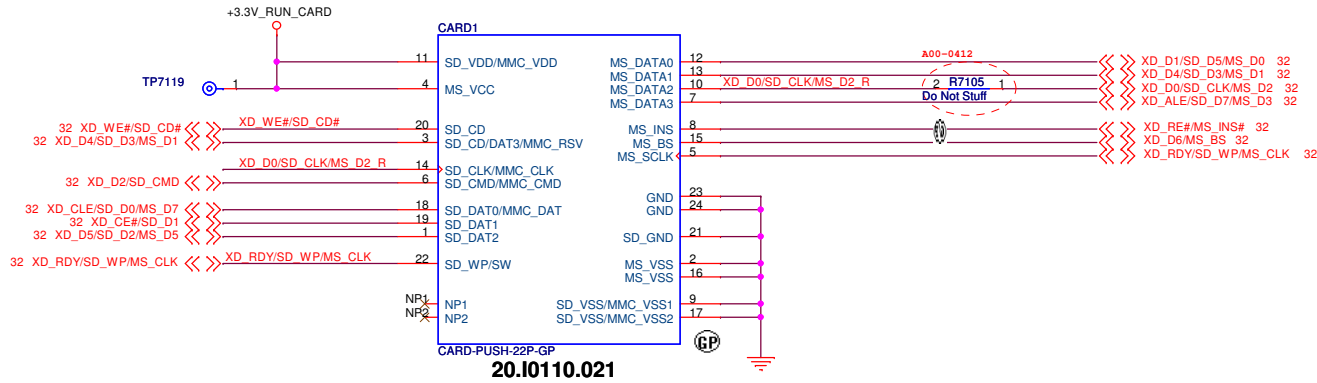 +3.3V_RUN_CARD
CARD1
TP7119 1
11 SD_VDD/MMC_VDD
4 MS_VCC
32 XD_WE#/SD_CD# XD_WE#/SD_CD# 20 SD_CD
32 XD_D4/SD_D3/MS_D1 3 SD_CD/DAT3/MMC_RSV
XD_D0/SD_CLK/MS_D2_R 14 SD_CLK/MMC_CLK
32 XD_D2/SD_CMD 6 SD_CMD/MMC_CMD
32 XD_CLE/SD_D0/MS_D7 18 SD_DAT0/MMC_DAT
32 XD_CE#/SD_D1 19 SD_DAT1
32 XD_D5/SD_D2/MS_D5 1 SD_DAT2
32 XD_RDY/SD_WP/MS_CLK XD_RDY/SD_WP/MS_CLK 22 SD_WP/SW
NP1 NP1
NP2 NP2
A00-0412
MS_DATA0 12 XD_D1/SD_D5/MS_D0 32
MS_DATA1 13 XD_D4/SD_D3/MS_D1 32
MS_DATA2 10 XD_D0/SD_CLK/MS_D2_R 2 R7105 1 XD_D0/SD_CLK/MS_D2 32
Do Not Stuff
MS_DATA3 7 XD_ALE/SD_D7/MS_D3 32
MS_INS 8 XD_RE#/MS_INS# 32
MS_BS 15 XD_D6/MS_BS 32
MS_SCLK 5 XD_RDY/SD_WP/MS_CLK 32
GND 23
GND 24
SD_GND 21
MS_VSS 2
MS_VSS 16
SD_VSS/MMC_VSS1 9
SD_VSS/MMC_VSS2 17
GP
CARD-PUSH-22P-GP
20.I0110.021